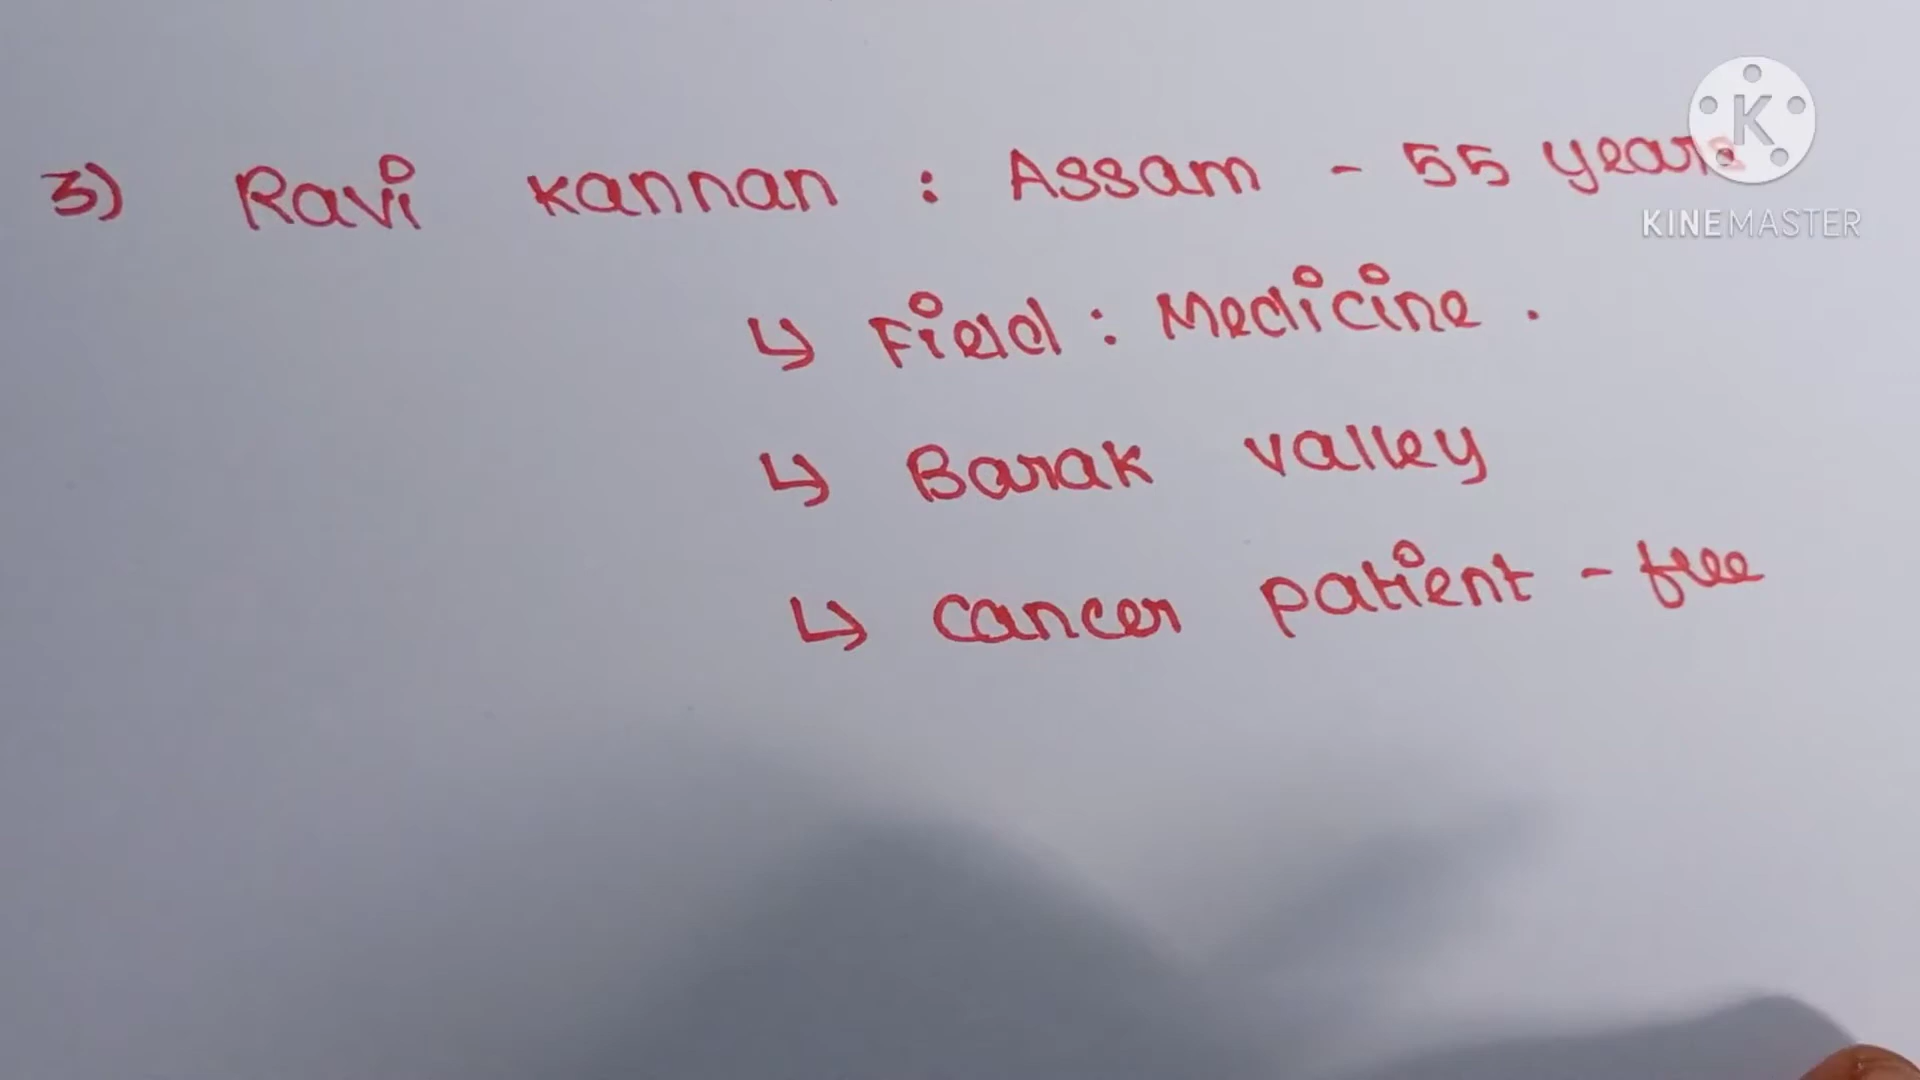 3) Ravi kannan : Assam - 55 years
↳ Field : Medicine .
↳ Barak valley
↳ cancer patient - free
K
KINEMASTER